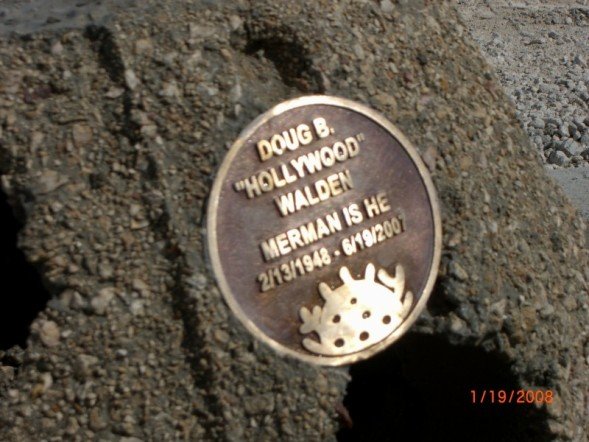 DOUG B.
"HOLLYWOOD"
WALDEN
MERMAN IS HE
2/13/1948 - 6/19/2007
1/19/2008